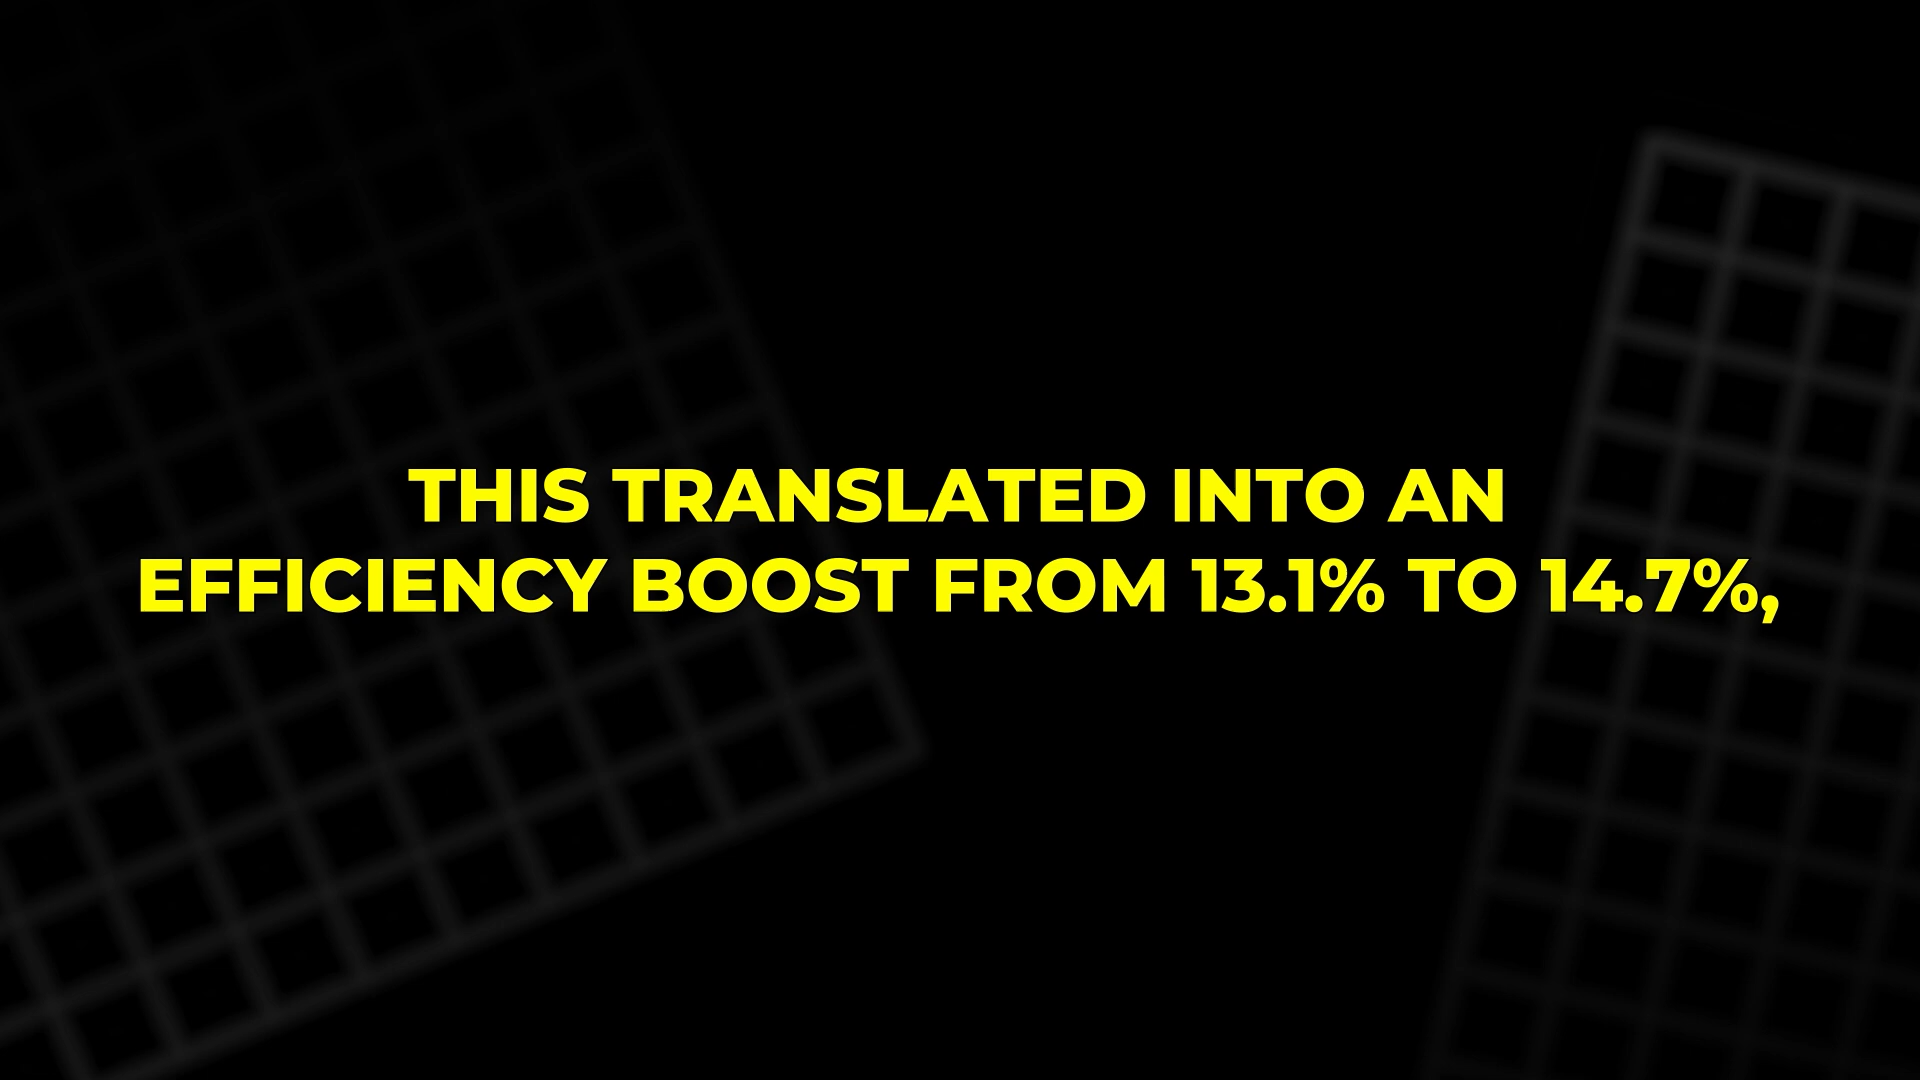 THIS TRANSLATED INTO AN
EFFICIENCY BOOST FROM 13.1% TO 14.7%,